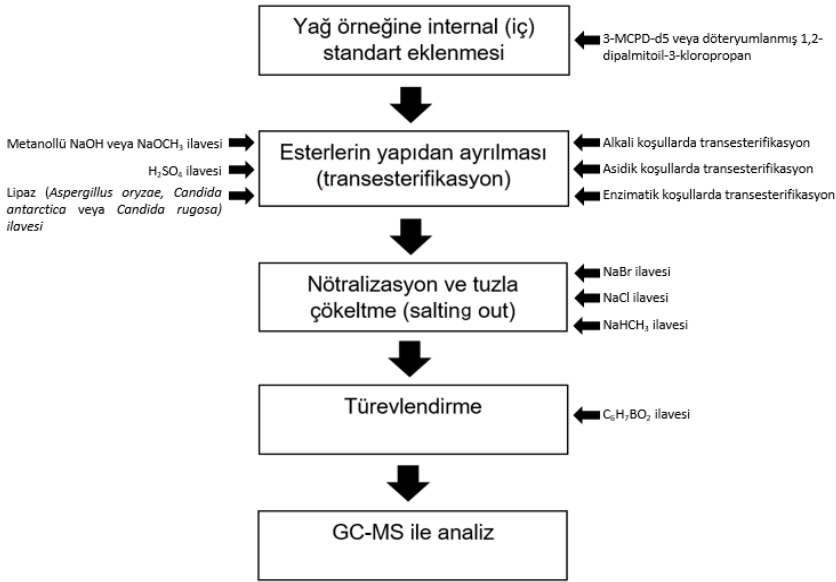 Yağ örneğine internal (iç)
standart eklenmesi
3-MCPD-d5 veya döteryumlanmış 1,2-
dipalmitoil-3-kloropropan
Metanollü NaOH veya NaOCH₃ ilavesi
H₂SO₄ ilavesi
Lipaz (Aspergillus oryzae, Candida
antarctica veya Candida rugosa)
ilavesi
Esterlerin yapıdan ayrılması
(transesterifikasyon)
Alkali koşullarda transesterifikasyon
Asidik koşullarda transesterifikasyon
Enzimatik koşullarda transesterifikasyon
Nötralizasyon ve tuzla
çökeltme (salting out)
NaBr ilavesi
NaCl ilavesi
NaHCH₃ ilavesi
Türevlendirme
C₆H₇BO₂ ilavesi
GC-MS ile analiz